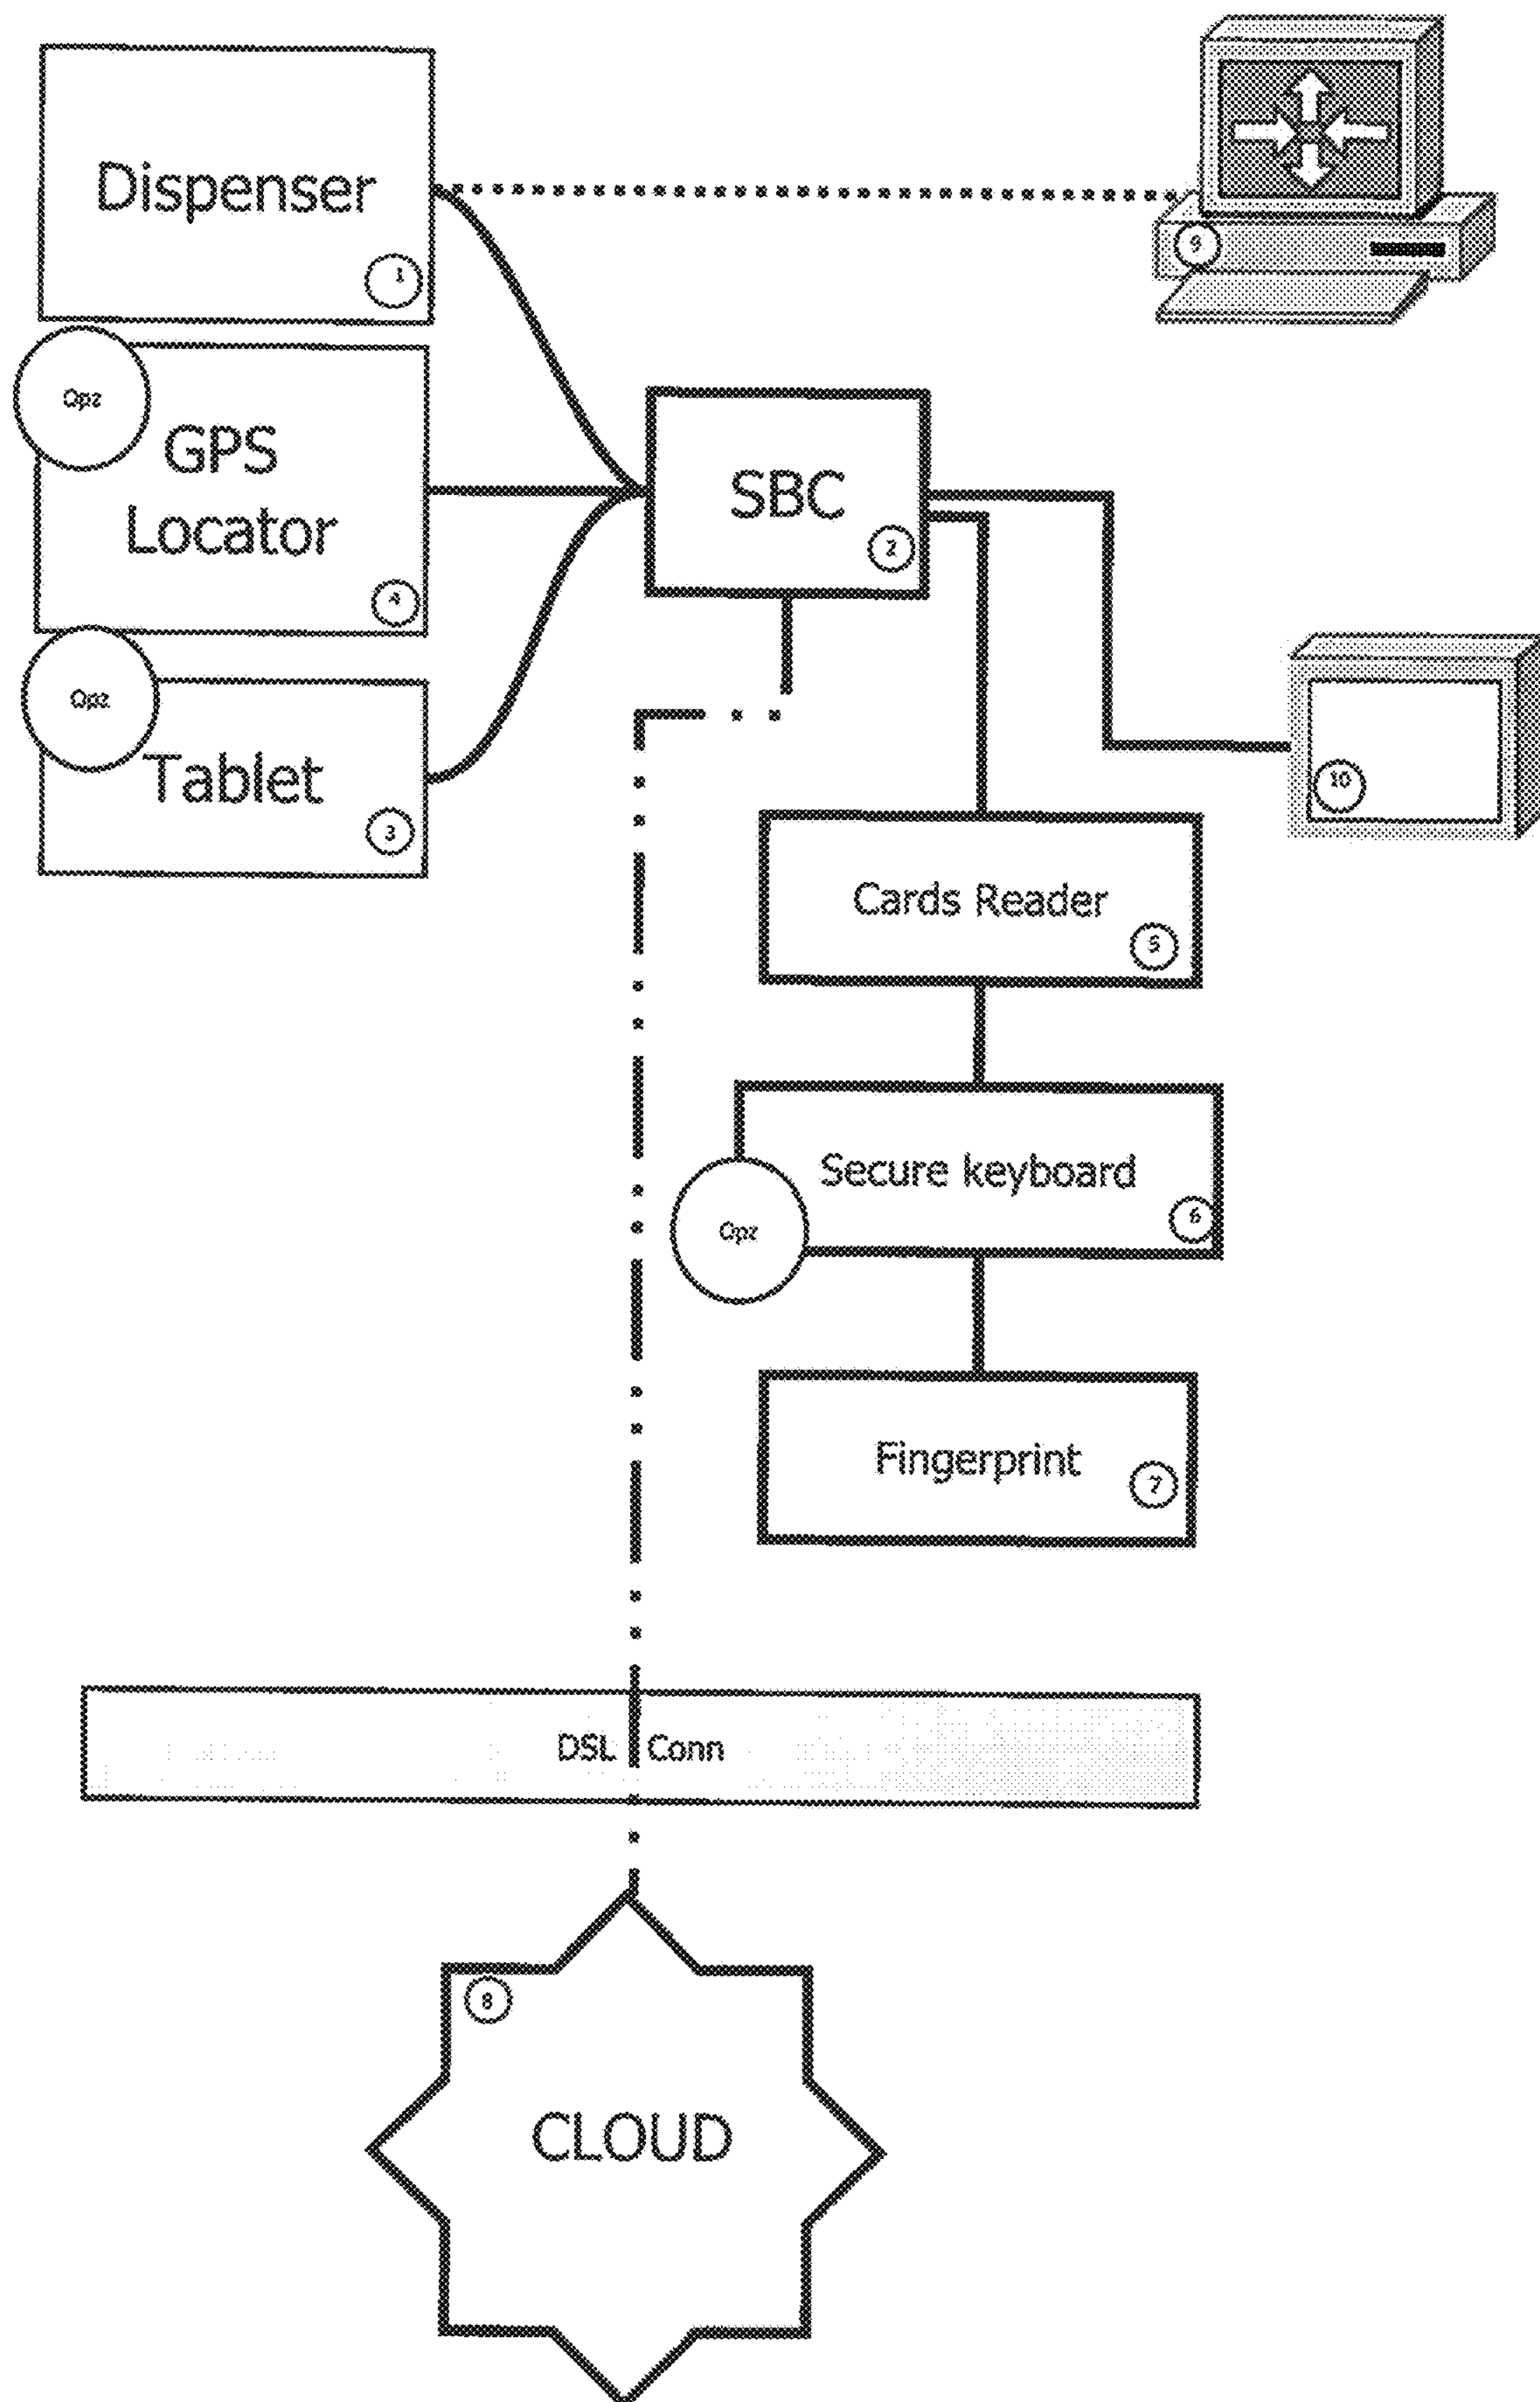 Dispenser
1
9
Opz
GPS
Locator
4
SBC
2
Opz
Tablet
3
10
Cards Reader
5
Secure keyboard
6
Opz
Fingerprint
7
DSL Conn
8
CLOUD